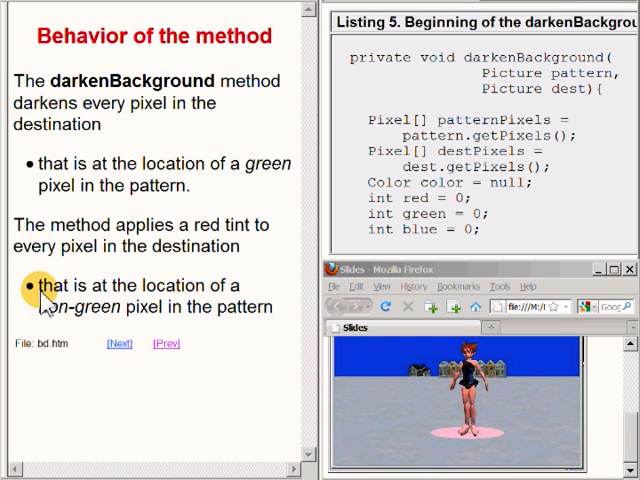 Behavior of the method
The darkenBackground method
darkens every pixel in the
destination
that is at the location of a green
pixel in the pattern.
The method applies a red tint to
every pixel in the destination
that is at the location of a
non-green pixel in the pattern
File: bd.htm [Next] [Prev]
Listing 5. Beginning of the darkenBackgrou
private void darkenBackground(
Picture pattern,
Picture dest){
Pixel[] patternPixels =
pattern.getPixels();
Pixel[] destPixels =
dest.getPixels();
Color color = null;
int red = 0;
int green = 0;
int blue = 0;
Slides - Mozilla Firefox
File Edit View History Bookmarks Tools Help
file:///M:/
Goog
Slides